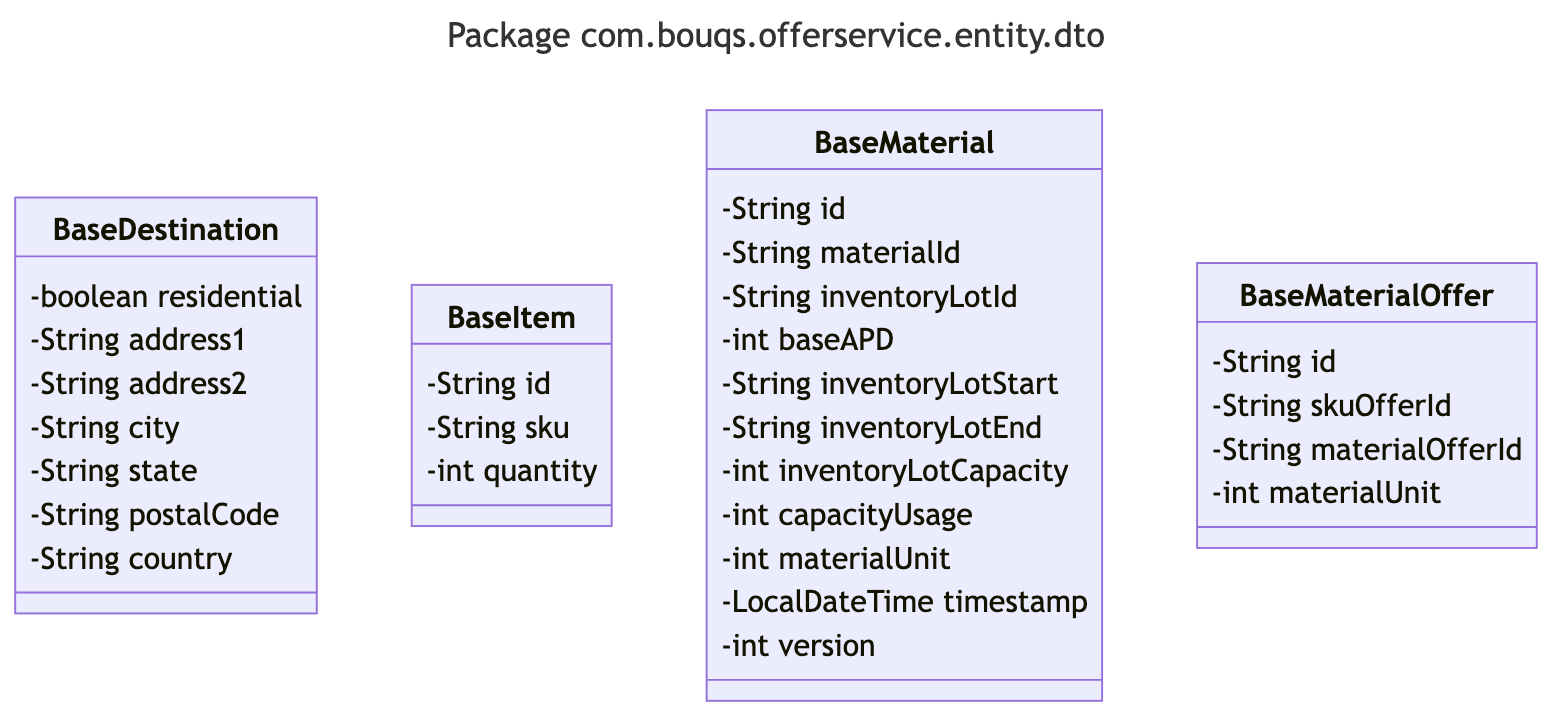 Package com.bouqs.offerservice.entity.dto
BaseDestination
-boolean residential
-String address1
-String address2
-String city
-String state
-String postalCode
-String country
BaseItem
-String id
-String sku
-int quantity
BaseMaterial
-String id
-String materialId
-String inventoryLotId
-int baseAPD
-String inventoryLotStart
-String inventoryLotEnd
-int inventoryLotCapacity
-int capacityUsage
-int materialUnit
-LocalDateTime timestamp
-int version
BaseMaterialOffer
-String id
-String skuOfferId
-String materialOfferId
-int materialUnit